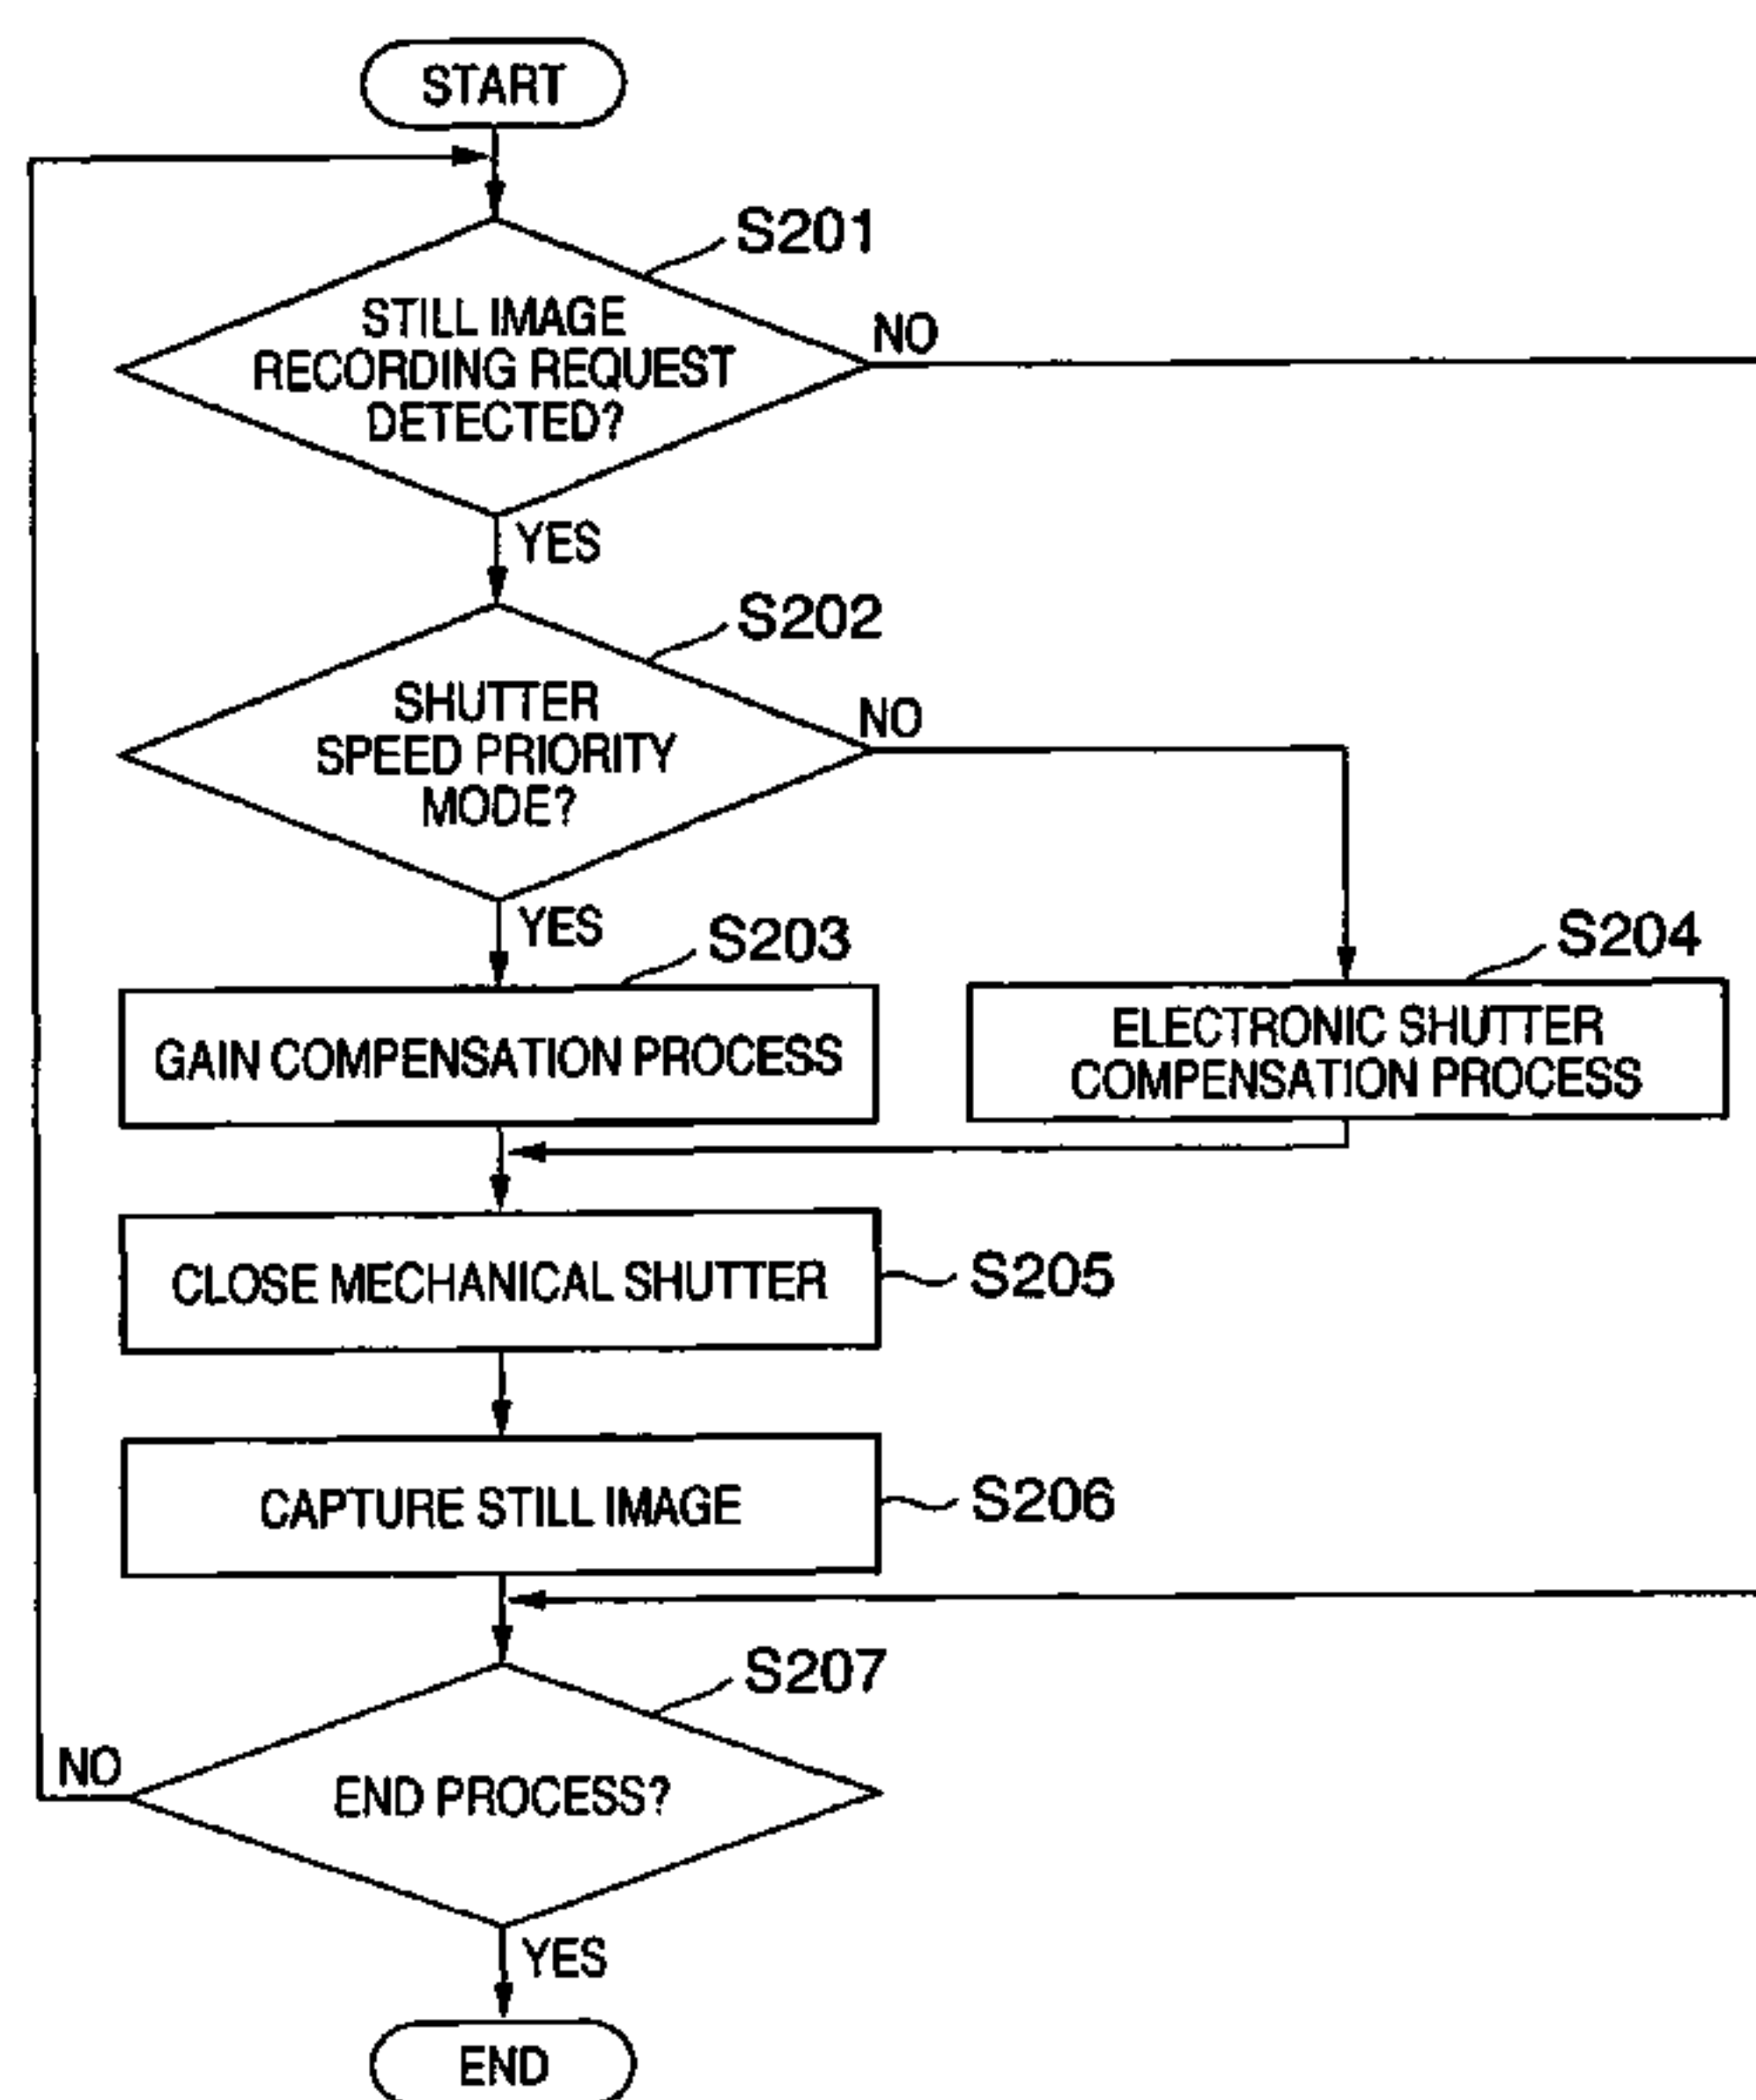 START
S201
STILL IMAGE
RECORDING REQUEST
DETECTED?
NO
YES
S202
SHUTTER
SPEED PRIORITY
MODE?
NO
YES
S203
S204
GAIN COMPENSATION PROCESS
ELECTRONIC SHUTTER
COMPENSATION PROCESS
CLOSE MECHANICAL SHUTTER
S205
CAPTURE STILL IMAGE
S206
S207
NO
END PROCESS?
YES
END